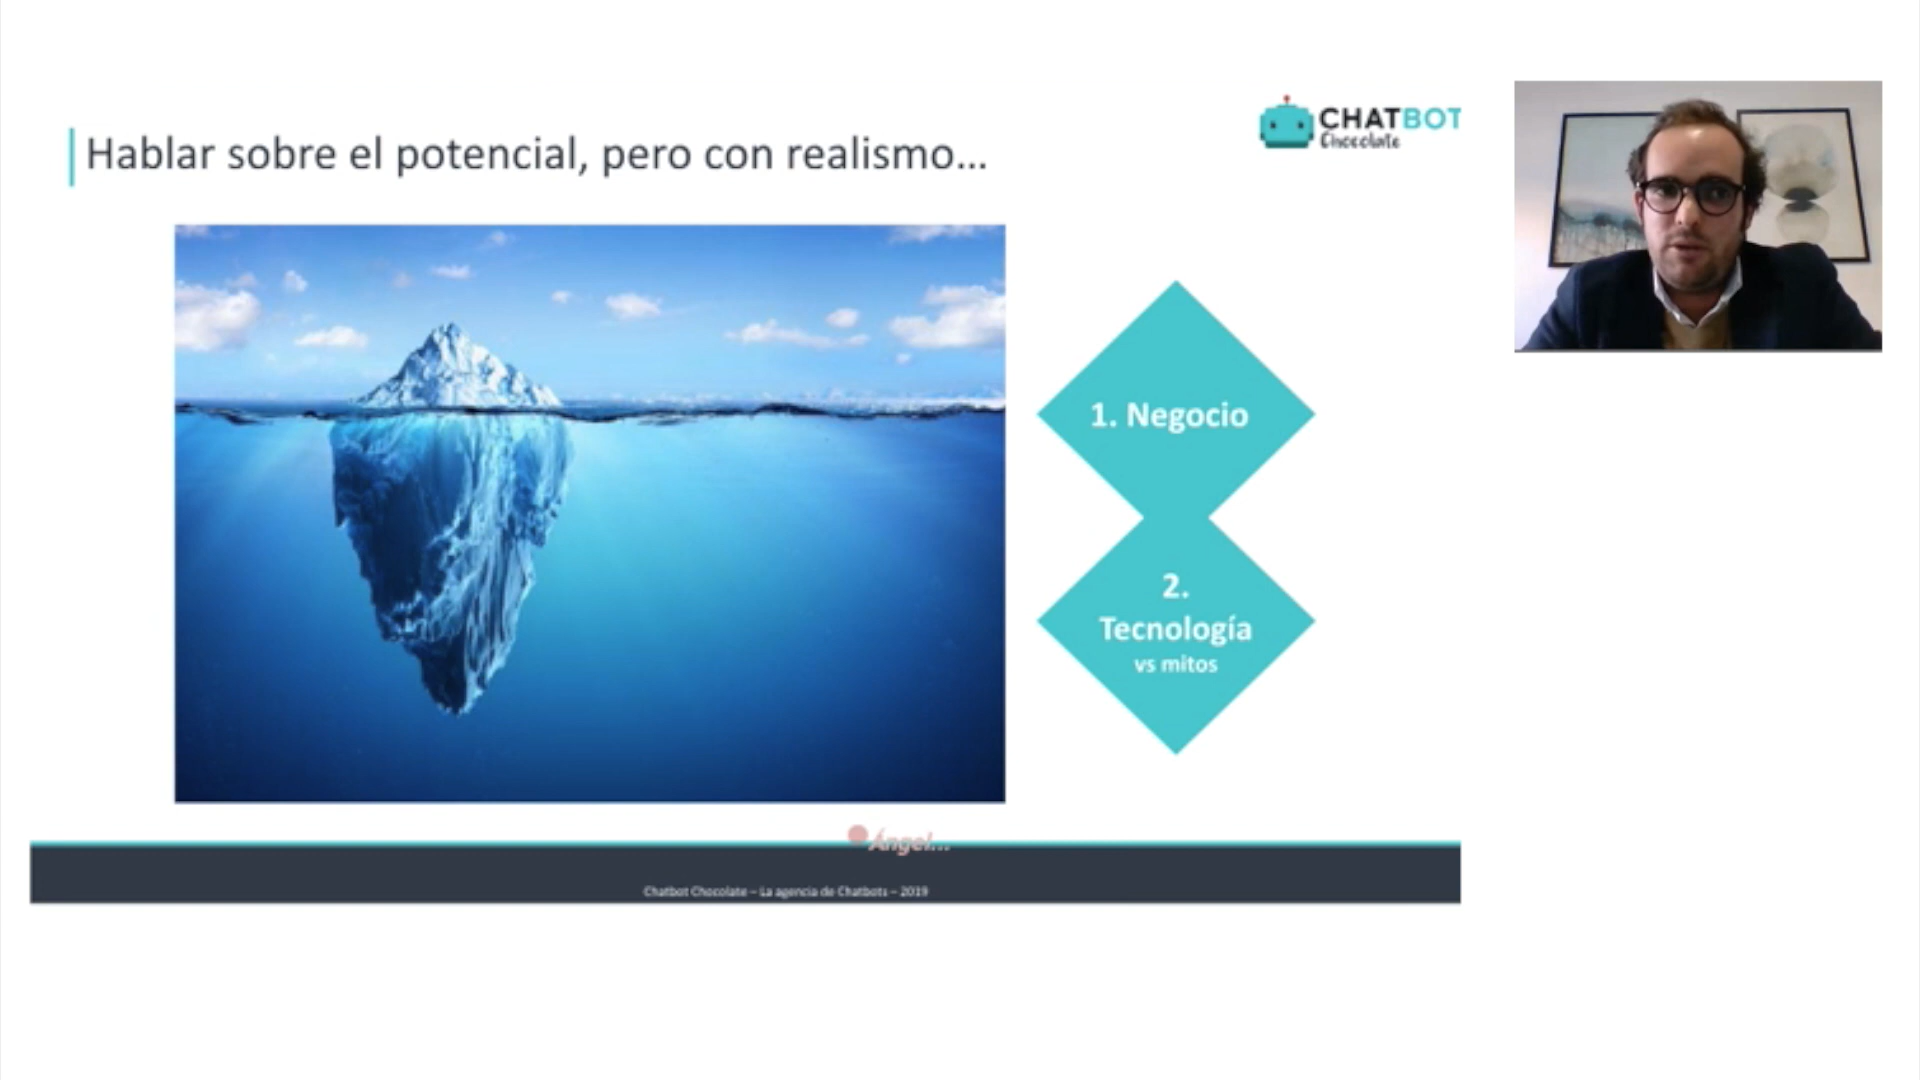 CHATBOT
Chocolate
Hablar sobre el potencial, pero con realismo...
1. Negocio
2.
Tecnología
vs mitos
Ángel...
Chatbot Chocolate – La agencia de Chatbots – 2019